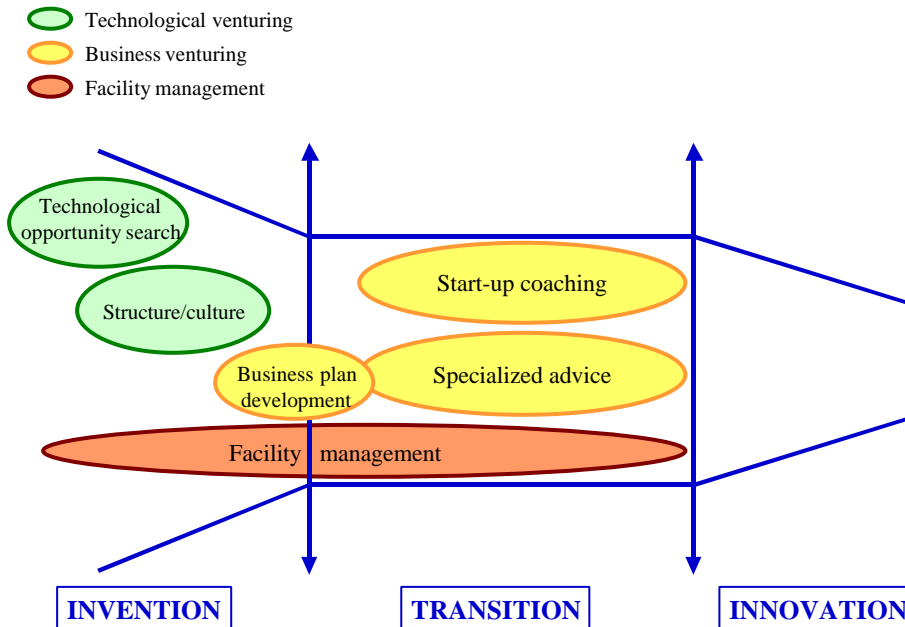 Technological venturing
Business venturing
Facility management
Technological
opportunity search
Start-up coaching
Structure/culture
Business plan
development
Specialized advice
Facility management
INVENTION
TRANSITION
INNOVATION